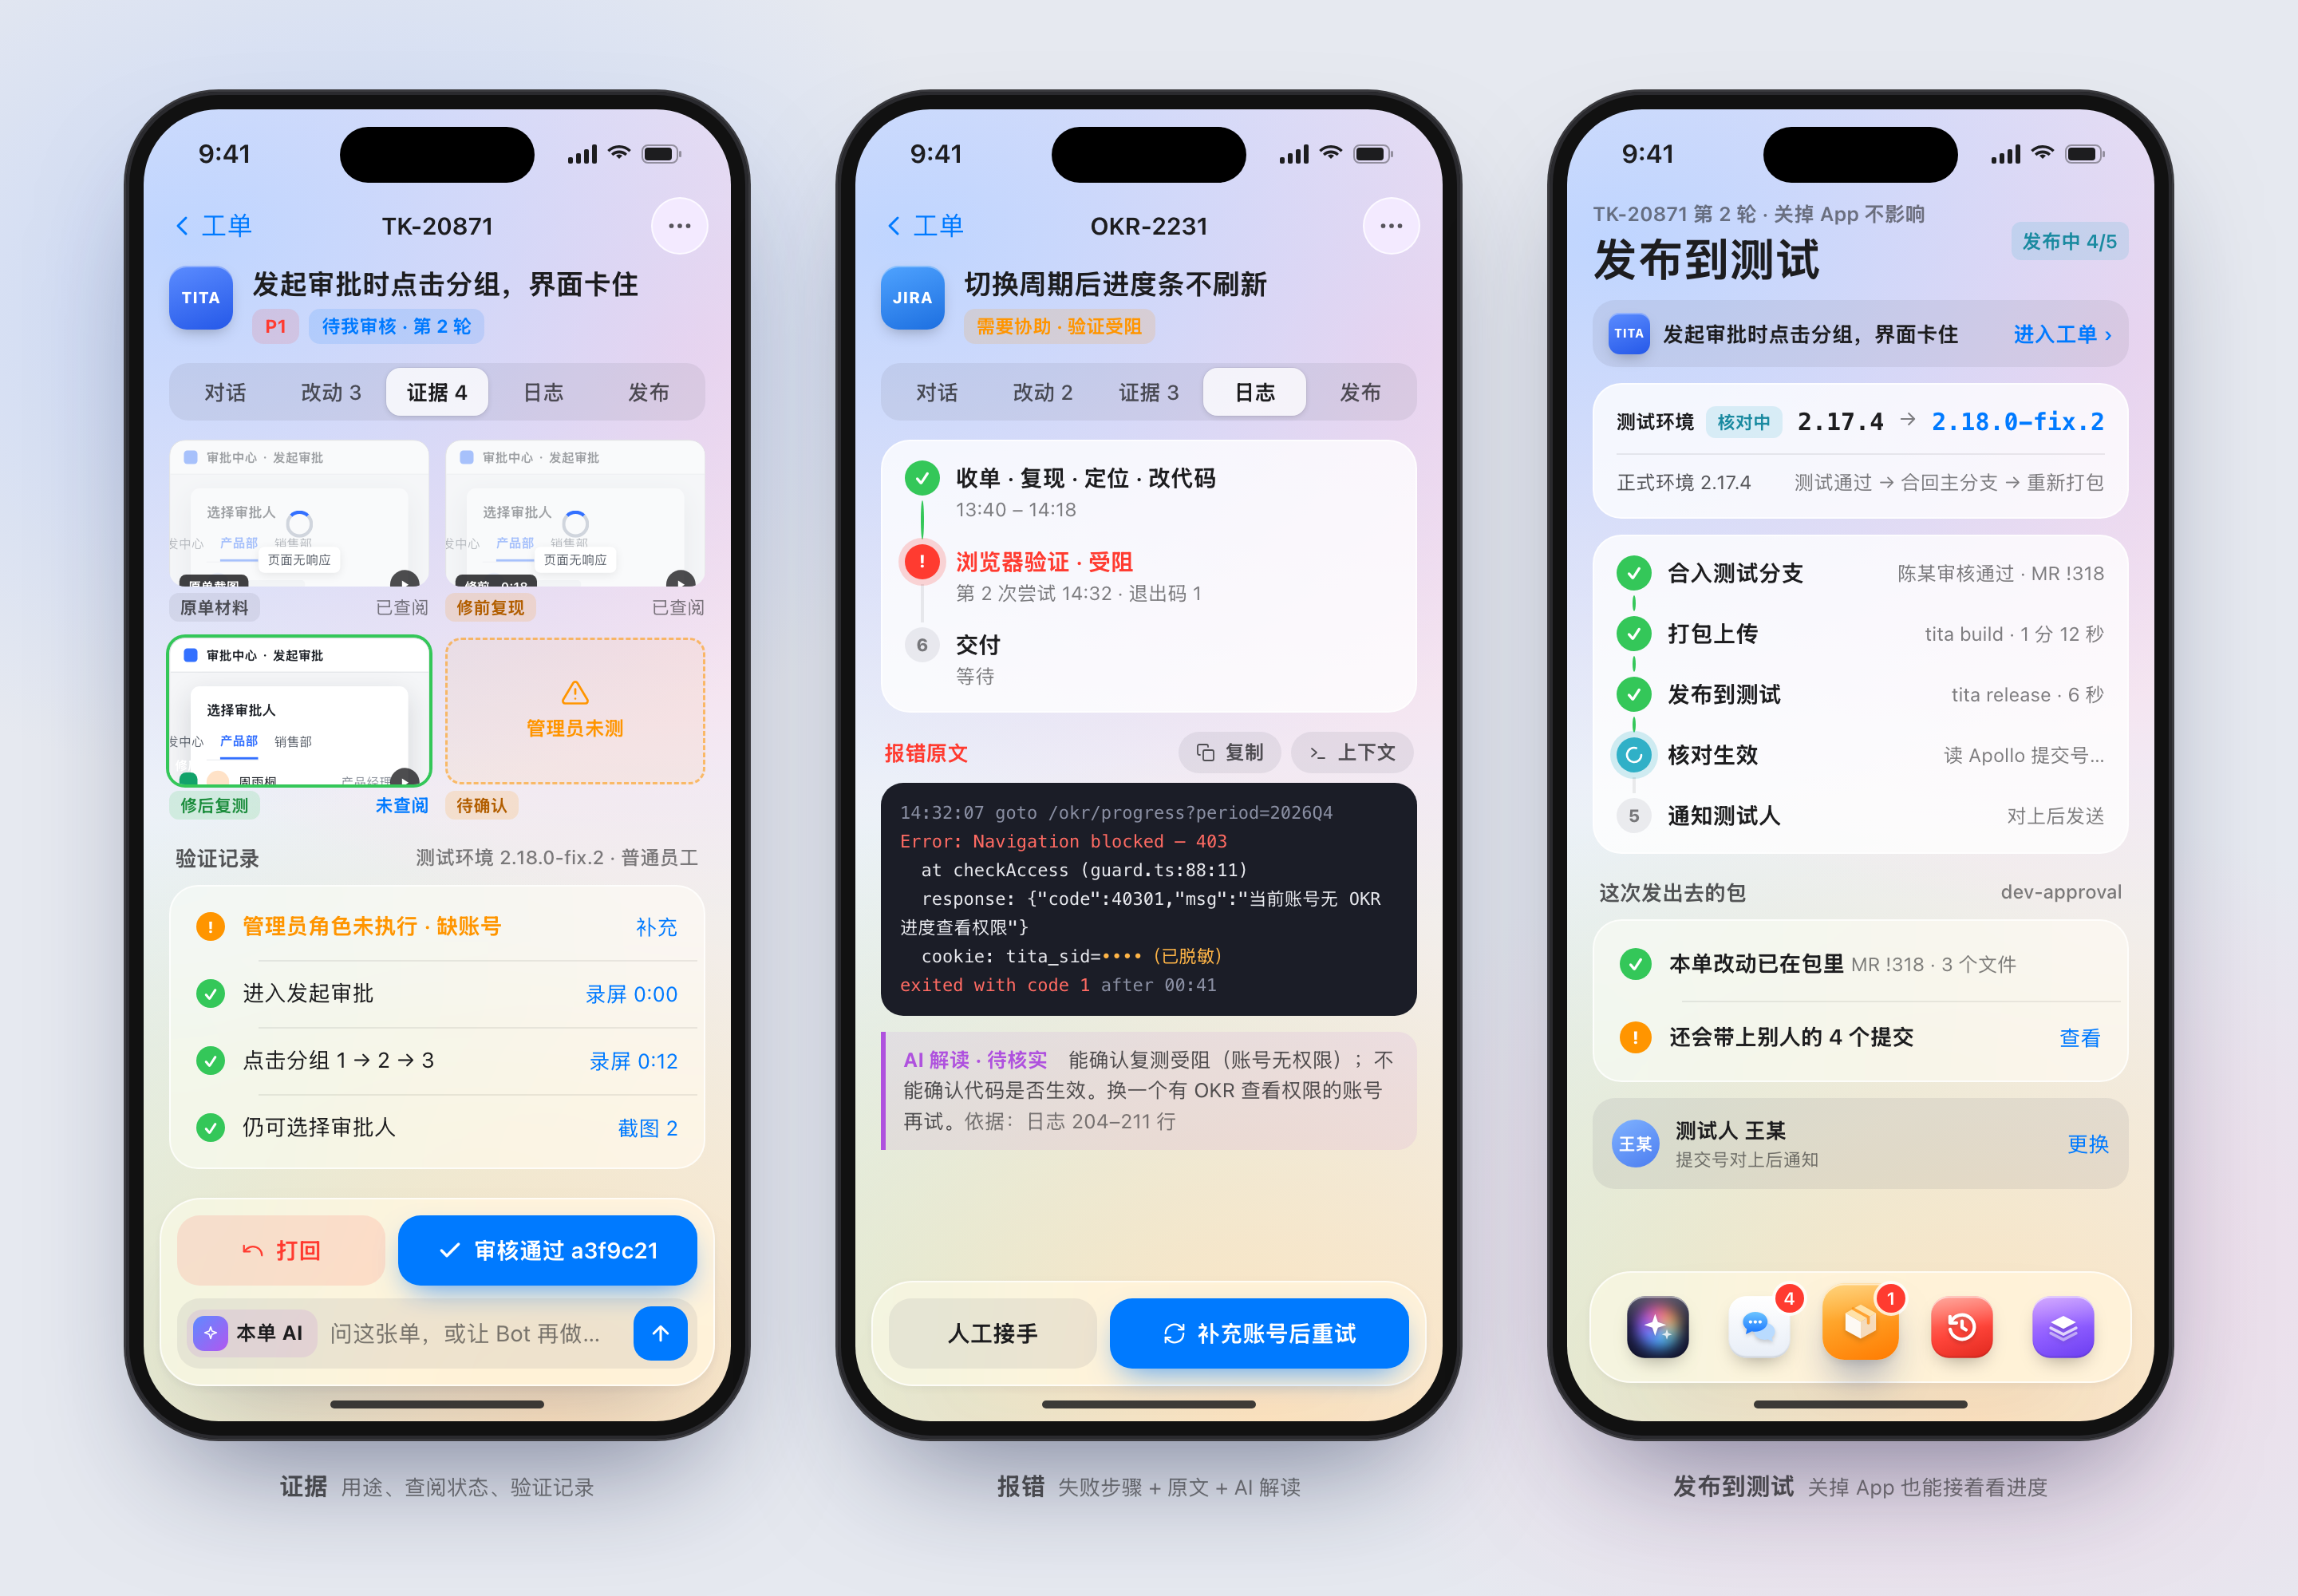 9:41
工单
TK-20871
TITA
发起审批时点击分组，界面卡住
P1
待我审核 · 第 2 轮
对话
改动 3
证据 4
日志
发布
审批中心 · 发起审批
选择审批人
发中心
产品部
销售部
页面无响应
原单截图
原单材料
已查阅
审批中心 · 发起审批
选择审批人
发中心
产品部
销售部
页面无响应
修前 · 0:18
修前复现
已查阅
审批中心 · 发起审批
选择审批人
发中心
产品部
销售部
周雨桐
产品经理
修后复测
未查阅
管理员未测
待确认
验证记录
测试环境 2.18.0-fix.2 · 普通员工
管理员角色未执行 · 缺账号
补充
进入发起审批
录屏 0:00
点击分组 1 → 2 → 3
录屏 0:12
仍可选择审批人
截图 2
打回
审核通过 a3f9c21
本单 AI
问这张单，或让 Bot 再做...
证据 用途、查阅状态、验证记录
9:41
工单
OKR-2231
JIRA
切换周期后进度条不刷新
需要协助 · 验证受阻
对话
改动 2
证据 3
日志
发布
收单 · 复现 · 定位 · 改代码
13:40 – 14:18
浏览器验证 · 受阻
第 2 次尝试 14:32 · 退出码 1
6
交付
等待
报错原文
复制
上下文
14:32:07 goto /okr/progress?period=2026Q4
Error: Navigation blocked — 403
at checkAccess (guard.ts:88:11)
response: {"code":40301,"msg":"当前账号无 OKR
进度查看权限"}
cookie: tita_sid=•••• (已脱敏)
exited with code 1 after 00:41
AI 解读 · 待核实 能确认复测受阻（账号无权限）；不
能确认代码是否生效。换一个有 OKR 查看权限的账号
再试。依据：日志 204–211 行
人工接手
补充账号后重试
报错 失败步骤 + 原文 + AI 解读
9:41
TK-20871 第 2 轮 · 关掉 App 不影响
发布到测试
发布中 4/5
TITA
发起审批时点击分组，界面卡住
进入工单 ›
测试环境
核对中
2.17.4 → 2.18.0-fix.2
正式环境 2.17.4
测试通过 → 合回主分支 → 重新打包
合入测试分支
陈某审核通过 · MR !318
打包上传
tita build · 1 分 12 秒
发布到测试
tita release · 6 秒
核对生效
读 Apollo 提交号...
5
通知测试人
对上后发送
这次发出去的包
dev-approval
本单改动已在包里 MR !318 · 3 个文件
还会带上别人的 4 个提交
查看
王某
测试人 王某
提交号对上后通知
更换
4
1
发布到测试 关掉 App 也能接着看进度